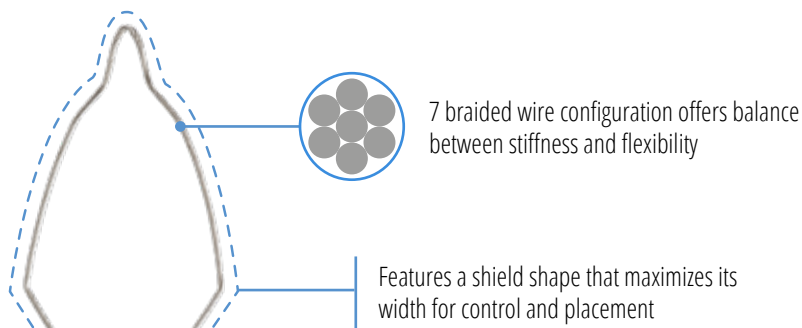 7 braided wire configuration offers balance
between stiffness and flexibility
Features a shield shape that maximizes its
width for control and placement